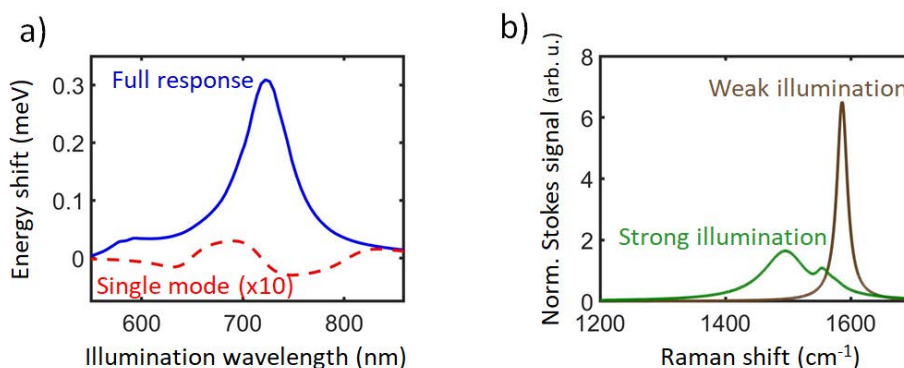 a)
Energy shift (meV)
0.3
0.2
0.1
0
Full response
Single mode (x10)
600
700
800
Illumination wavelength (nm)
b)
Norm. Stokes signal (arb. u.)
8
6
4
2
0
Weak illumination
Strong illumination
1200
1400
1600
Raman shift (cm⁻¹)